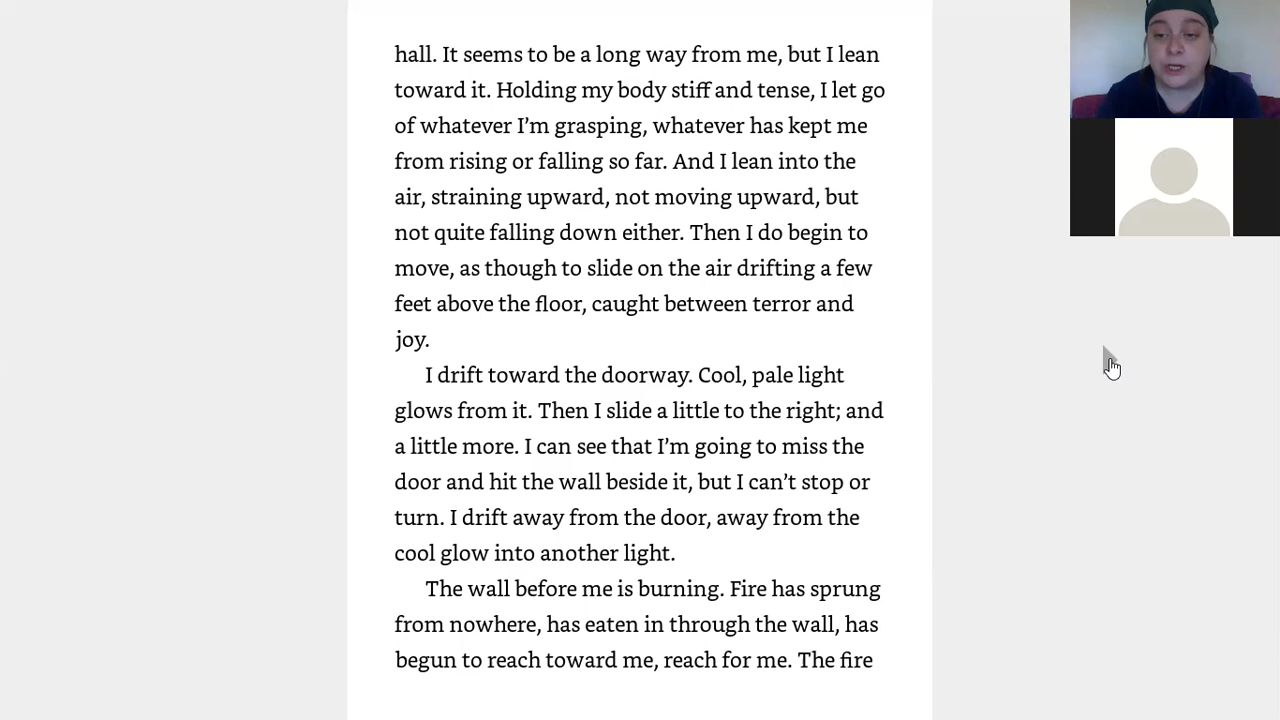 hall. It seems to be a long way from me, but I lean
toward it. Holding my body stiff and tense, I let go
of whatever I’m grasping, whatever has kept me
from rising or falling so far. And I lean into the
air, straining upward, not moving upward, but
not quite falling down either. Then I do begin to
move, as though to slide on the air drifting a few
feet above the floor, caught between terror and
joy.
I drift toward the doorway. Cool, pale light
glows from it. Then I slide a little to the right; and
a little more. I can see that I’m going to miss the
door and hit the wall beside it, but I can’t stop or
turn. I drift away from the door, away from the
cool glow into another light.
The wall before me is burning. Fire has sprung
from nowhere, has eaten in through the wall, has
begun to reach toward me, reach for me. The fire